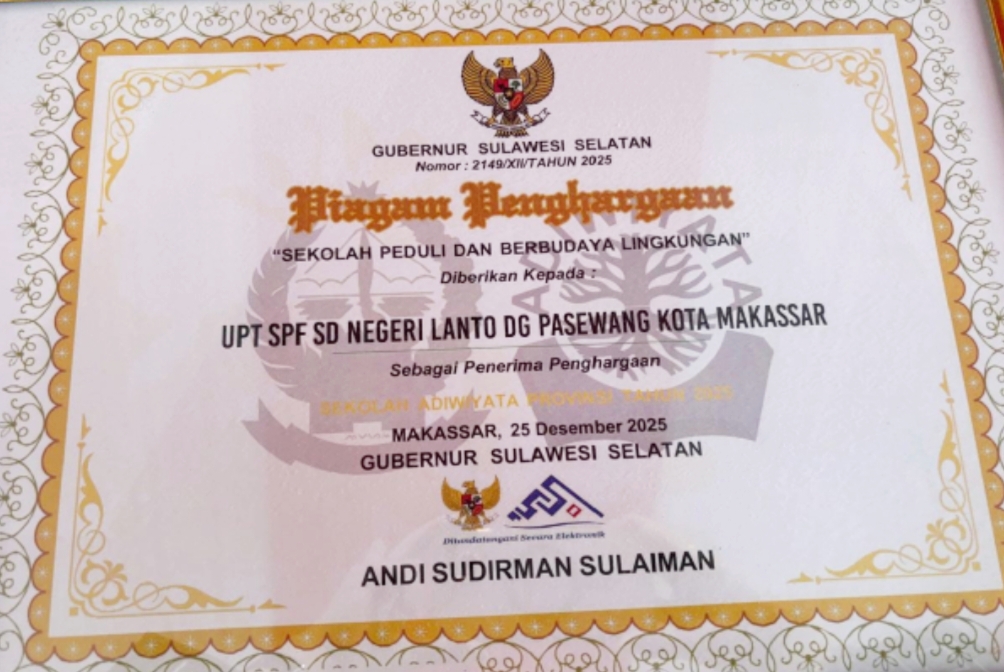 GUBERNUR SULAWESI SELATAN
Nomor : 2149/XII/TAHUN 2025
Piagam Penghargaan
"SEKOLAH PEDULI DAN BERBUDAYA LINGKUNGAN"
Diberikan Kepada :
ADIWIYATA
UPT SPF SD NEGERI LANTO DG PASEWANG KOTA MAKASSAR
Sebagai Penerima Penghargaan
SEKOLAH ADIWIYATA PROVINSI TAHUN 2025
MAKASSAR, 25 Desember 2025
GUBERNUR SULAWESI SELATAN
Ditandatangani Secara Elektronik
ANDI SUDIRMAN SULAIMAN